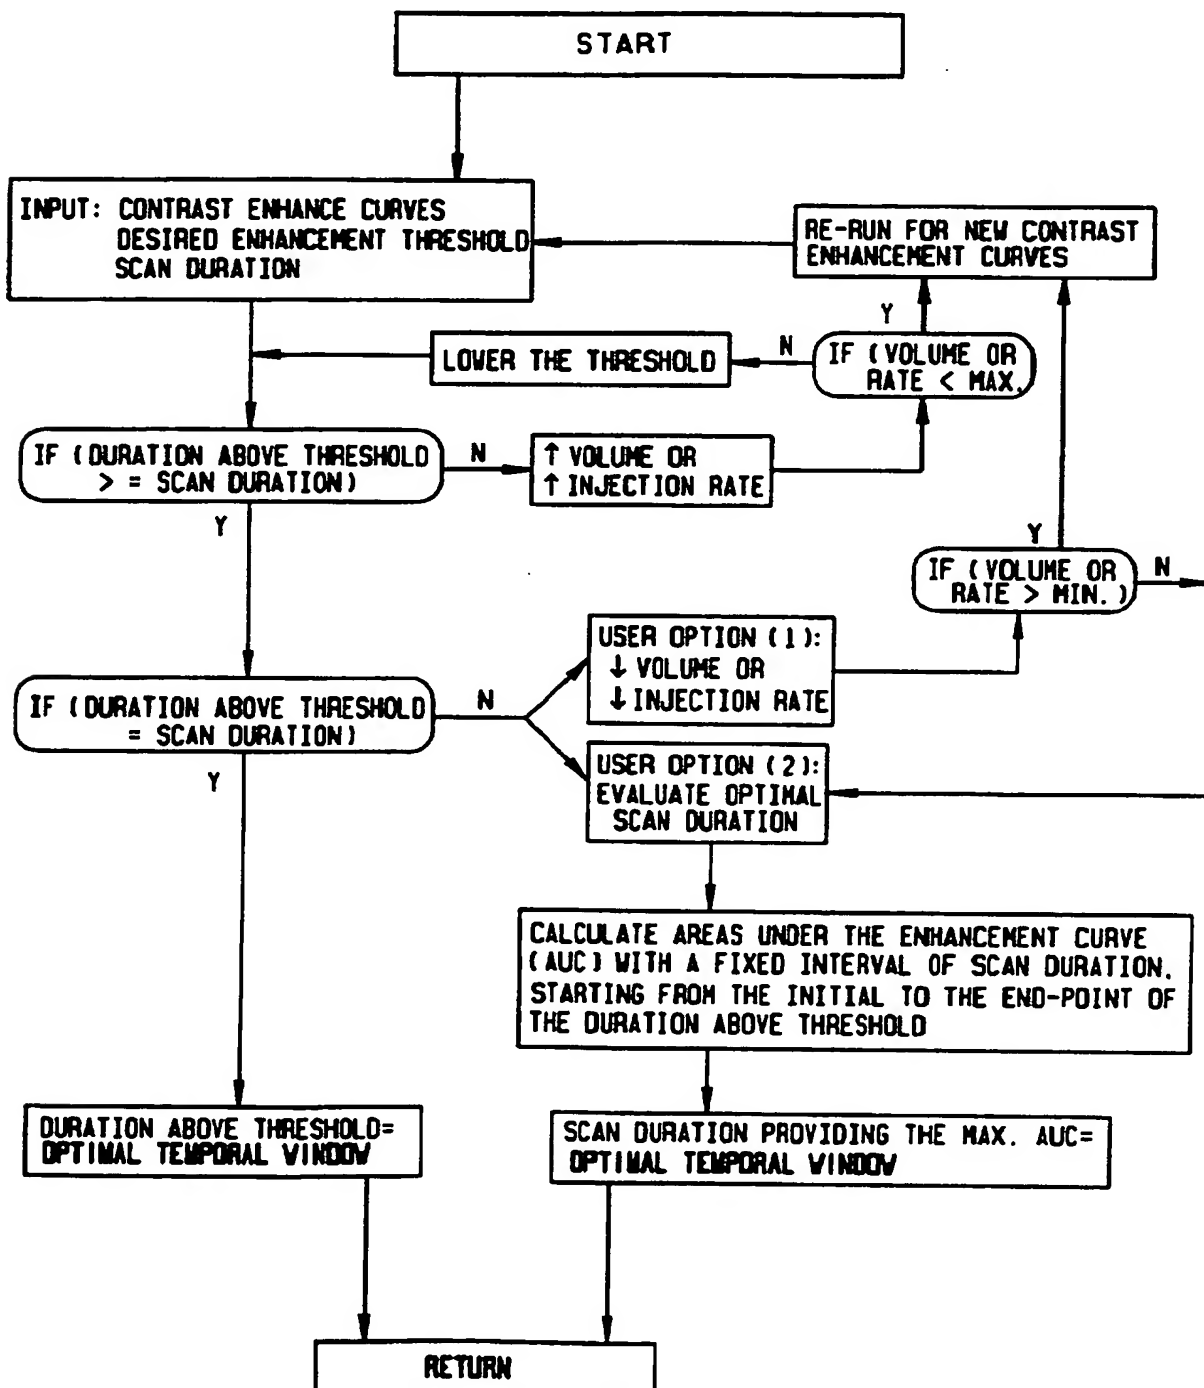 START
INPUT: CONTRAST ENHANCE CURVES
DESIRED ENHANCEMENT THRESHOLD
SCAN DURATION
RE-RUN FOR NEW CONTRAST
ENHANCEMENT CURVES
Y
LOWER THE THRESHOLD
N
IF (VOLUME OR
RATE < MAX.
IF (DURATION ABOVE THRESHOLD
> = SCAN DURATION)
N
↑ VOLUME OR
↑ INJECTION RATE
Y
Y
IF (VOLUME OR
RATE > MIN.)
N
USER OPTION (1):
↓ VOLUME OR
↓ INJECTION RATE
IF (DURATION ABOVE THRESHOLD
= SCAN DURATION)
N
Y
USER OPTION (2):
EVALUATE OPTIMAL
SCAN DURATION
CALCULATE AREAS UNDER THE ENHANCEMENT CURVE
(AUC) WITH A FIXED INTERVAL OF SCAN DURATION.
STARTING FROM THE INITIAL TO THE END-POINT OF
THE DURATION ABOVE THRESHOLD
DURATION ABOVE THRESHOLD=
OPTIMAL TEMPORAL WINDOW
SCAN DURATION PROVIDING THE MAX. AUC=
OPTIMAL TEMPORAL WINDOW
RETURN